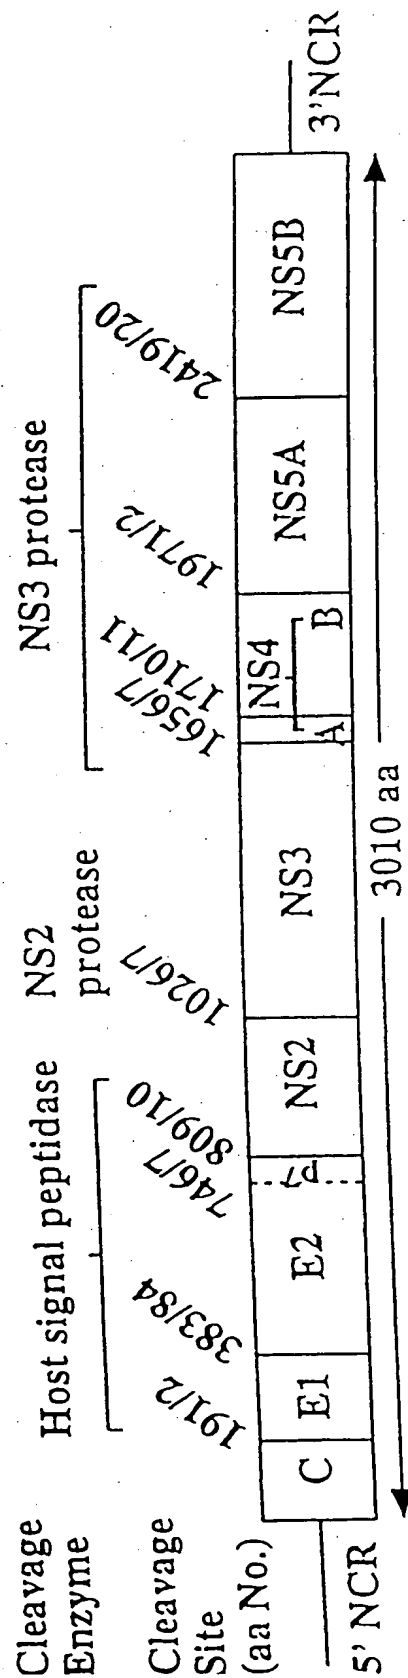 Cleavage
Enzyme
Host signal peptidase
NS2
protease
NS3 protease
Cleavage
Site
(aa No.)
191/2
383/84
746/7
809/10
1026/7
1656/7
1710/11
1971/2
2419/20
C
E1
E2
p7
NS2
NS3
NS4
A
B
NS5A
NS5B
5' NCR
3'NCR
3010 aa